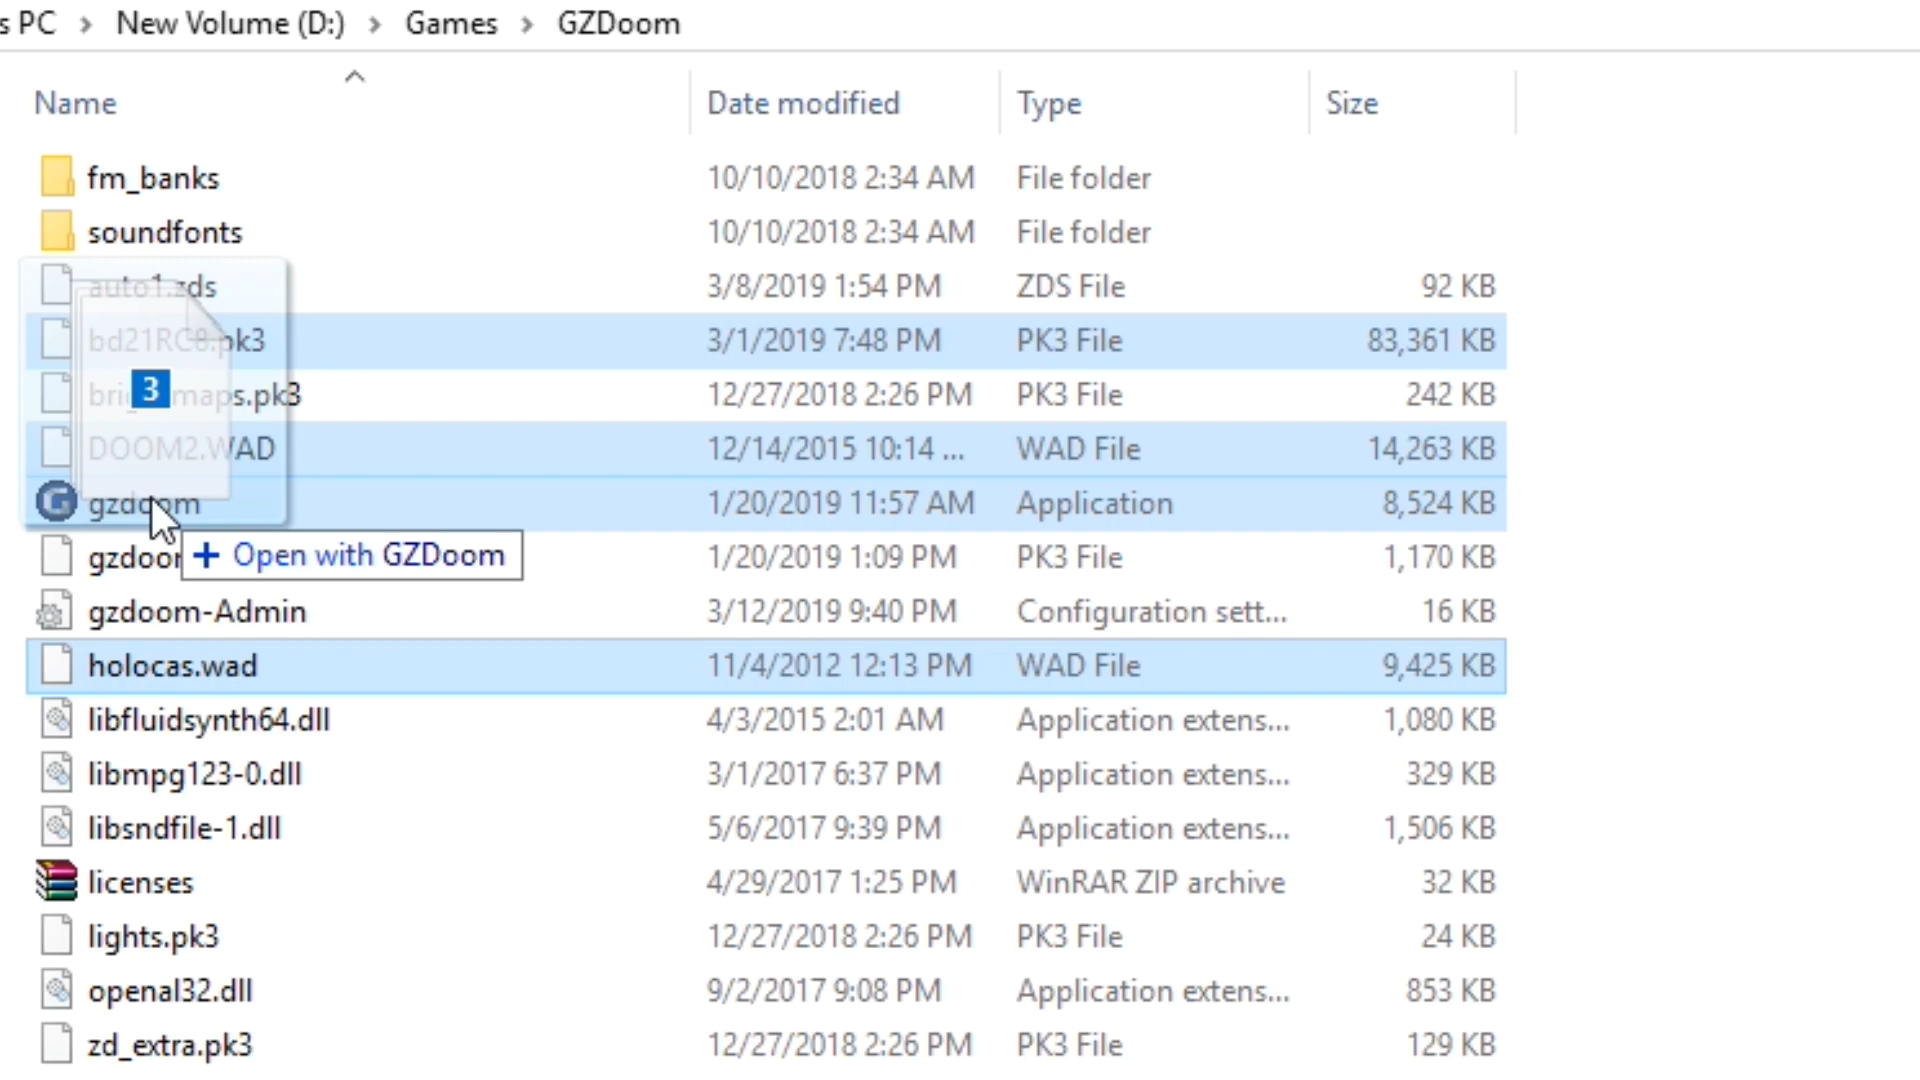 s PC > New Volume (D:) > Games > GZDoom
Name Date modified Type Size
fm_banks 10/10/2018 2:34 AM File folder
soundfonts 10/10/2018 2:34 AM File folder
auto1.zds 3/8/2019 1:54 PM ZDS File 92 KB
bd21RC8.pk3 3/1/2019 7:48 PM PK3 File 83,361 KB
3
maps.pk3 12/27/2018 2:26 PM PK3 File 242 KB
DOOM2.WAD 12/14/2015 10:14 ... WAD File 14,263 KB
gzdoom 1/20/2019 11:57 AM Application 8,524 KB
+ Open with GZDoom
1/20/2019 1:09 PM PK3 File 1,170 KB
gzdoom-Admin 3/12/2019 9:40 PM Configuration sett... 16 KB
holocas.wad 11/4/2012 12:13 PM WAD File 9,425 KB
libfluidsynth64.dll 4/3/2015 2:01 AM Application extens... 1,080 KB
libmpg123-0.dll 3/1/2017 6:37 PM Application extens... 329 KB
libsndfile-1.dll 5/6/2017 9:39 PM Application extens... 1,506 KB
licenses 4/29/2017 1:25 PM WinRAR ZIP archive 32 KB
lights.pk3 12/27/2018 2:26 PM PK3 File 24 KB
openal32.dll 9/2/2017 9:08 PM Application extens... 853 KB
zd_extra.pk3 12/27/2018 2:26 PM PK3 File 129 KB